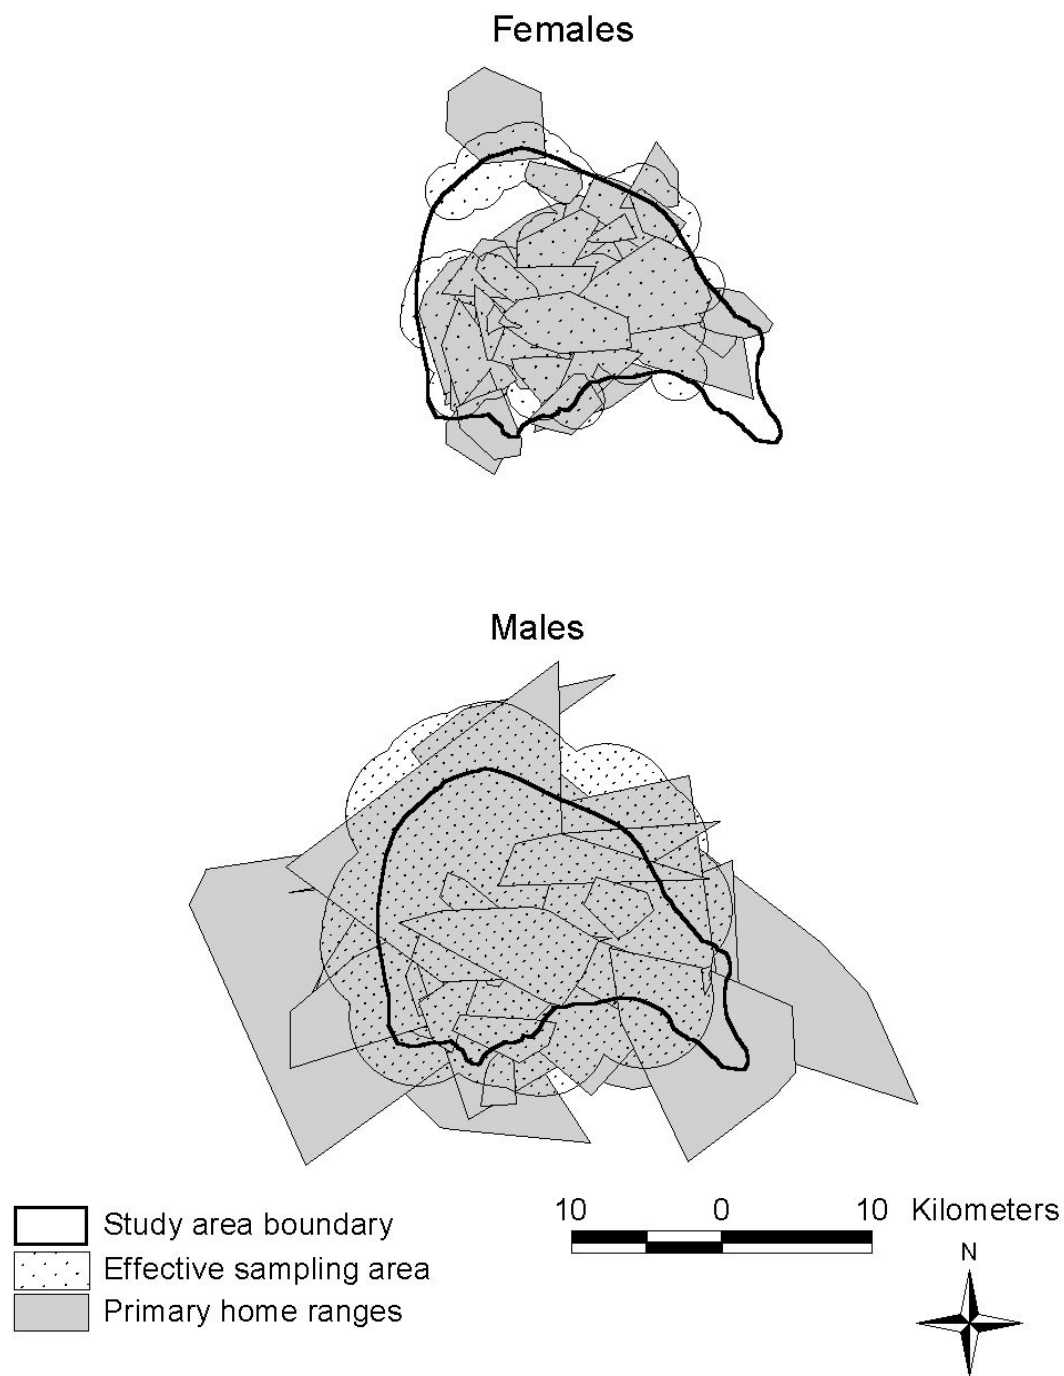 Females
Males
10 0 10 Kilometers
Study area boundary
Effective sampling area
Primary home ranges
N